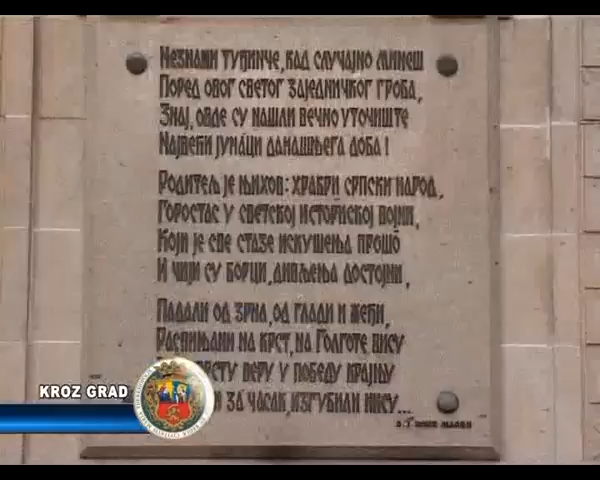 Незнани туђинче, кад случајно минеш
Поред овог светог заједничког гроба,
Знај, овде су нашли вечно уточиште
Највећи јунаци данашњега доба!
Родитељ је њихов: храбри српски народ,
Горостас у светској историској војни,
Који је све стазе искушења прошо
И чији су борци, дивљења достојни,
Падали од зрна, од глади и жеђи,
Распињани на крст, на Голготе вису
веру у победу крајњу
за часак, изгубили нису...
KROZ GRAD